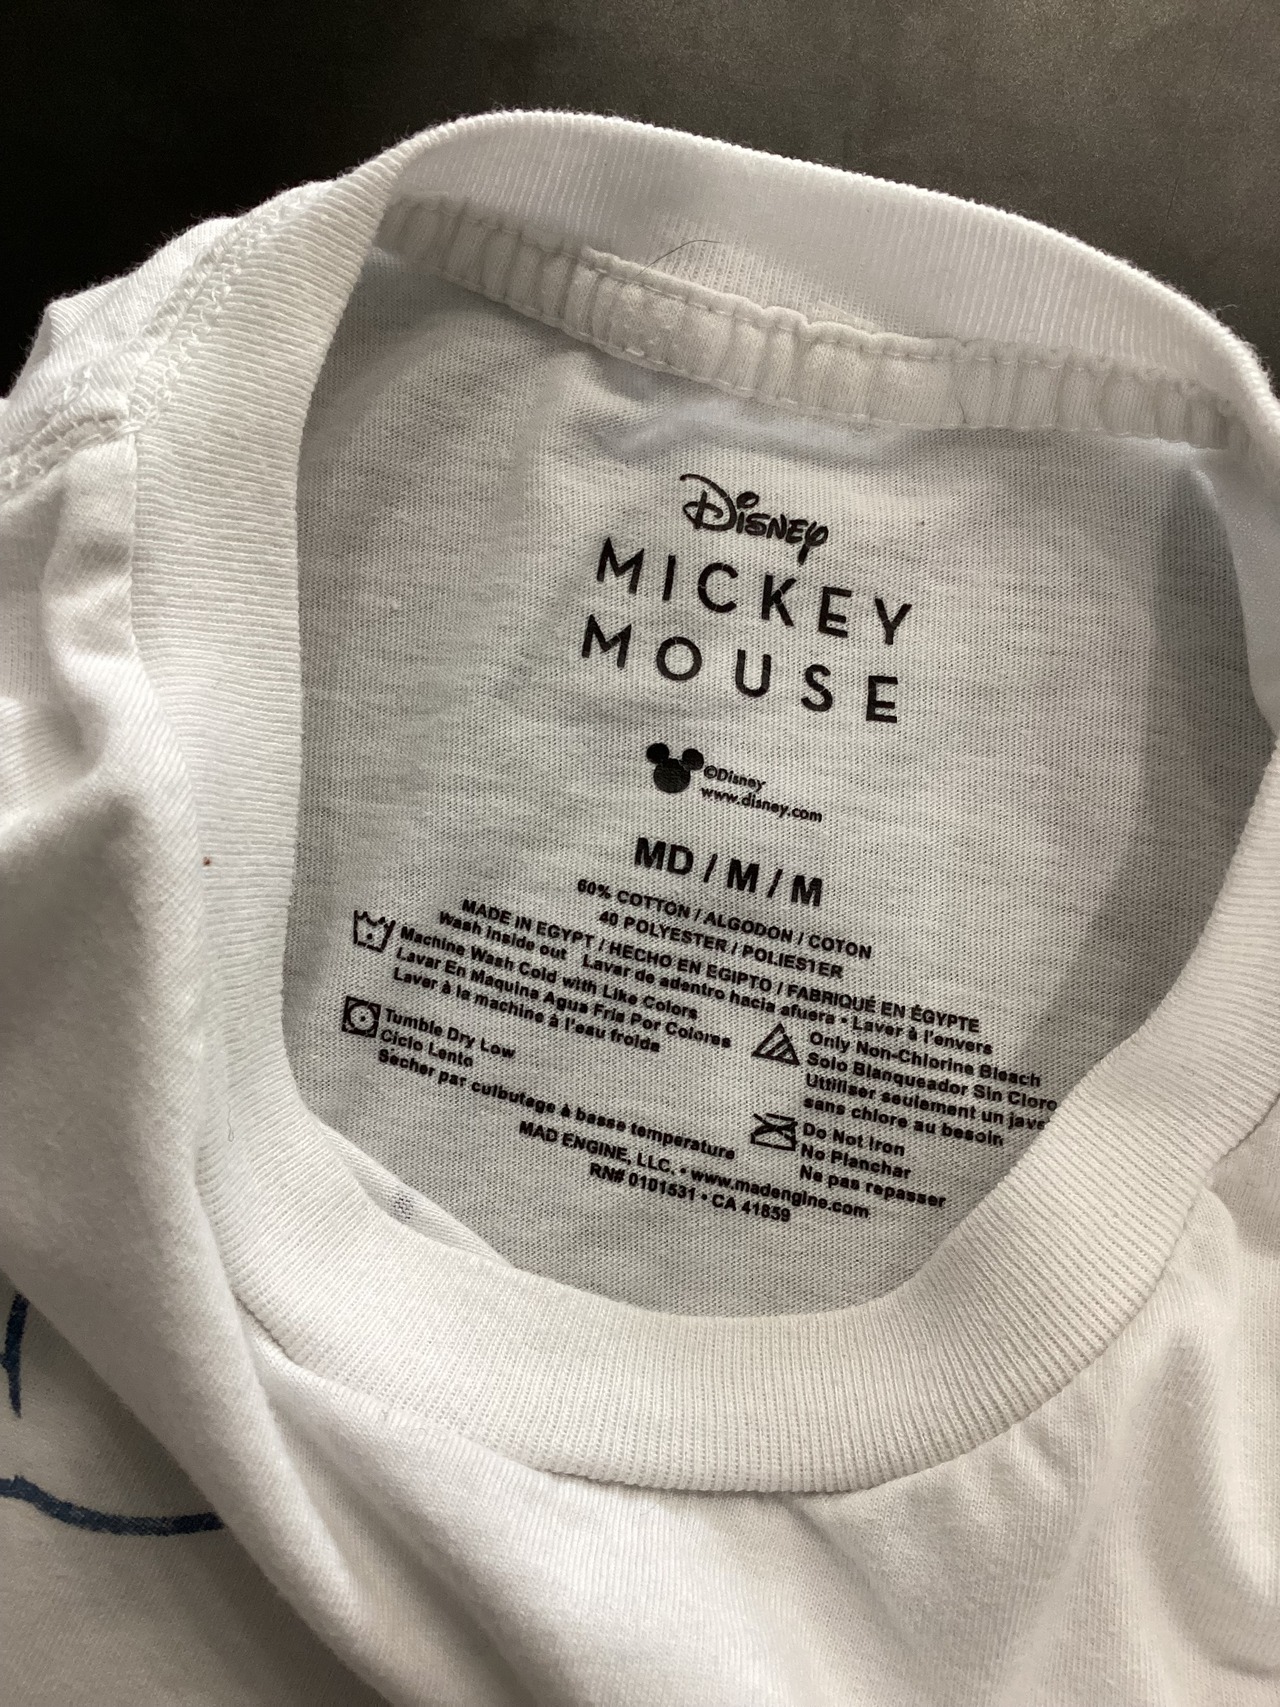 Disney
MICKEY
MOUSE
©Disney
www.disney.com
MD / M / M
60% COTTON / ALGODON / COTON
40 POLYESTER / POLIESTER
MADE IN EGYPT / HECHO EN EGIPTO / FABRIQUÉ EN ÉGYPTE
Wash Inside out Lavar de adentro hacia afuera • Laver à l'envers
Machine Wash Cold with Like Colors
Lavar En Maquina Agua Fria Por Colores
Laver à la machine à l'eau froide
Only Non-Chlorine Bleach
Solo Blanqueador Sin Cloro
Uttiliser seulement un jave
sans chlore au besoin
Tumble Dry Low
Ciclo Lento
Sècher par culbutage à basse temperature
Do Not Iron
No Planchar
Ne pas repasser
MAD ENGINE, LLC. • www.madengine.com
RN# 0101531 • CA 41859